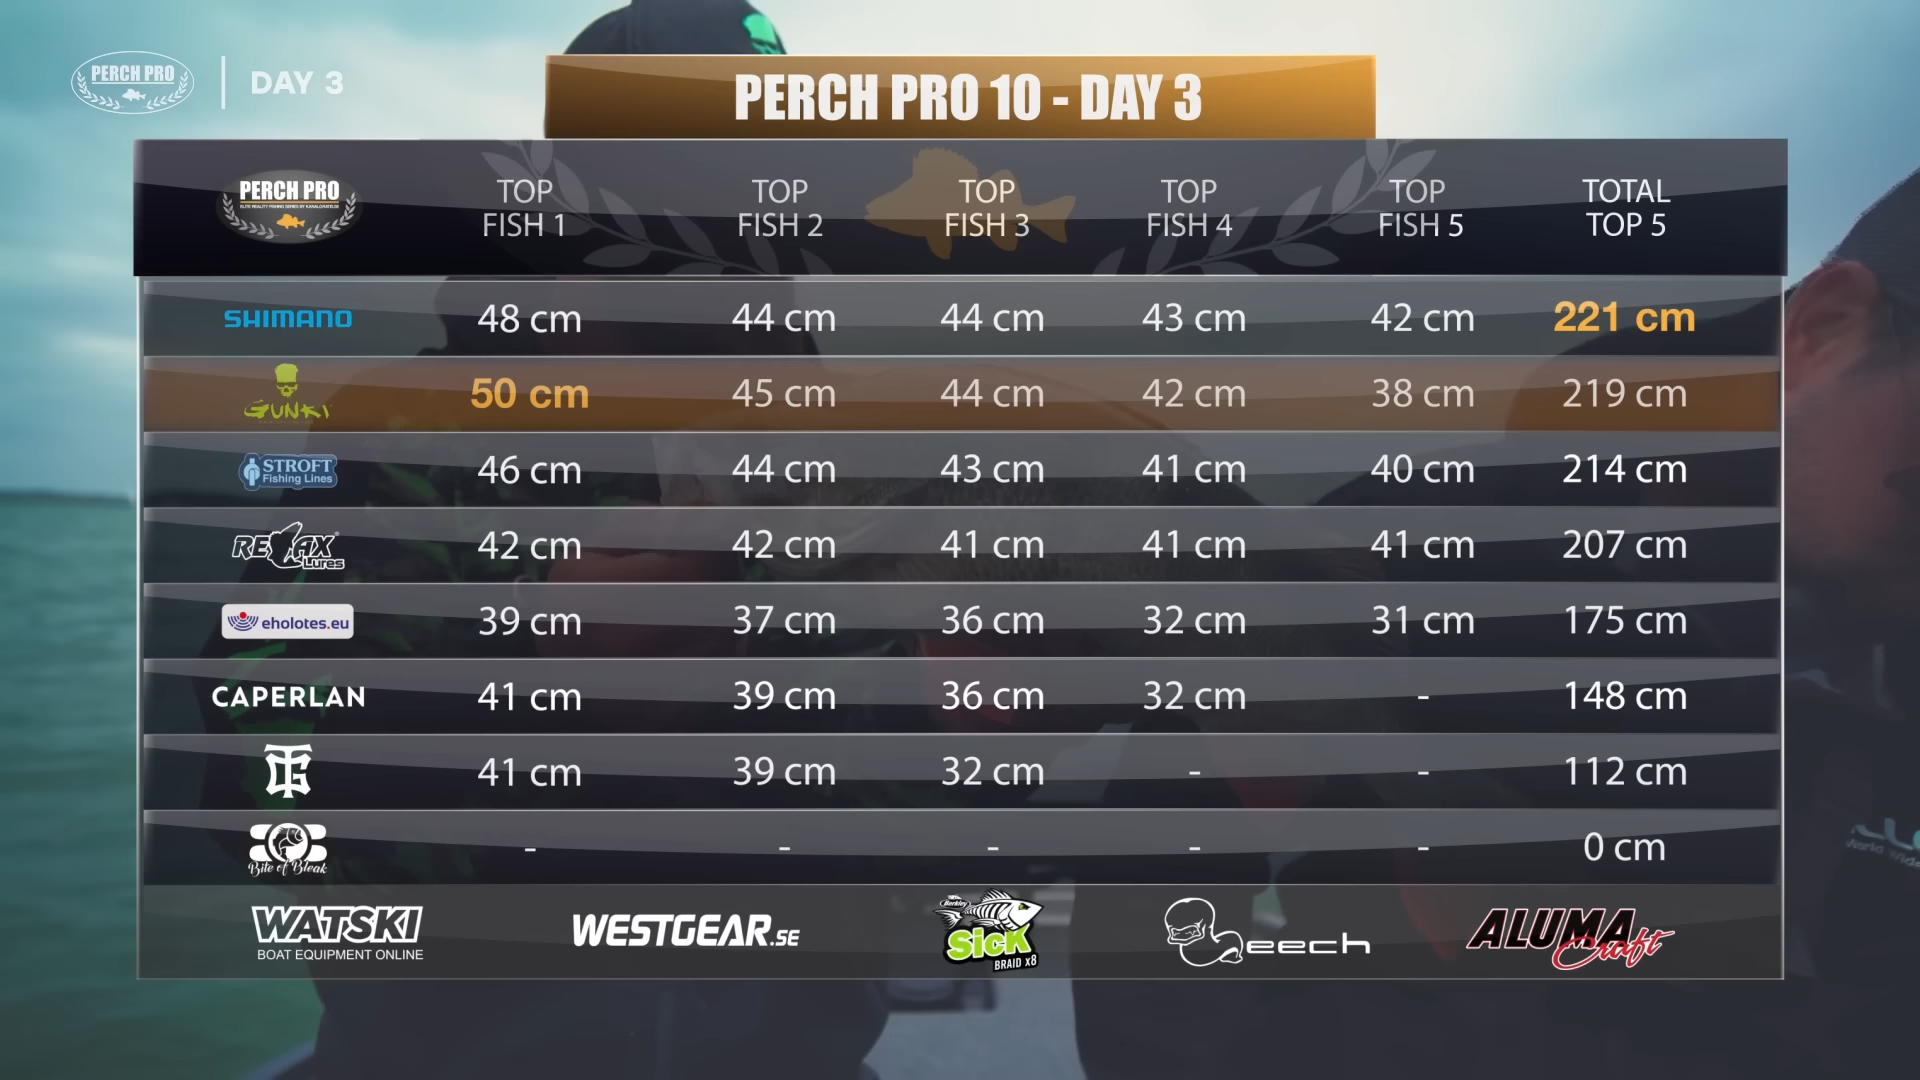 PERCH PRO | DAY 3
PERCH PRO 10 - DAY 3
PERCH PRO
TOP FISH 1 TOP FISH 2 TOP FISH 3 TOP FISH 4 TOP FISH 5 TOTAL TOP 5
SHIMANO 48 cm 44 cm 44 cm 43 cm 42 cm 221 cm
GUNKI 50 cm 45 cm 44 cm 42 cm 38 cm 219 cm
STROFT Fishing Lines 46 cm 44 cm 43 cm 41 cm 40 cm 214 cm
RELAX Lures 42 cm 42 cm 41 cm 41 cm 41 cm 207 cm
eholotes.eu 39 cm 37 cm 36 cm 32 cm 31 cm 175 cm
CAPERLAN 41 cm 39 cm 36 cm 32 cm - 148 cm
TG 41 cm 39 cm 32 cm - - 112 cm
Bite of Bleak - - - - - 0 cm
WATSKI WESTGEAR.SE Berkley Sick BRAID x8 eech ALUMA Craft
BOAT EQUIPMENT ONLINE